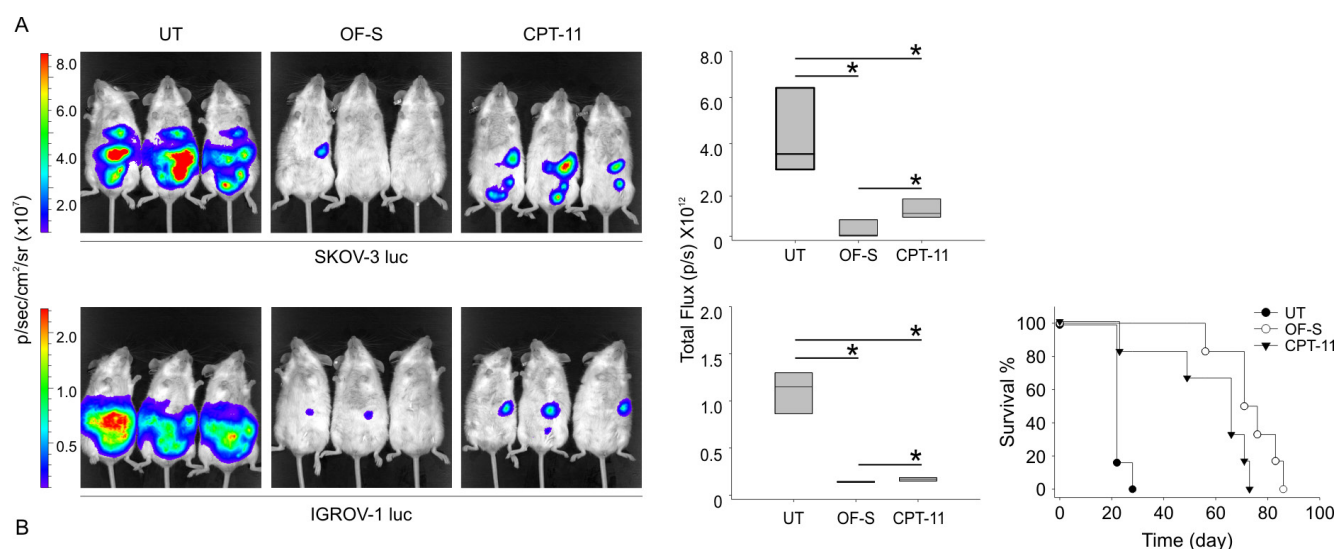 A
UT OF-S CPT-11
8.0
6.0
4.0
2.0
SKOV-3 luc
p/sec/cm²/sr (x10⁷)
2.0
1.0
0.5
IGROV-1 luc
B
Total Flux (p/s) X10¹²
8.0
6.0
4.0
2.0
0
* *
*
UT OF-S CPT-11
2.0
1.5
1.0
0.5
0
* *
*
UT OF-S CPT-11
Survival %
100
80
60
40
20
0
UT
OF-S
CPT-11
0 20 40 60 80 100
Time (day)